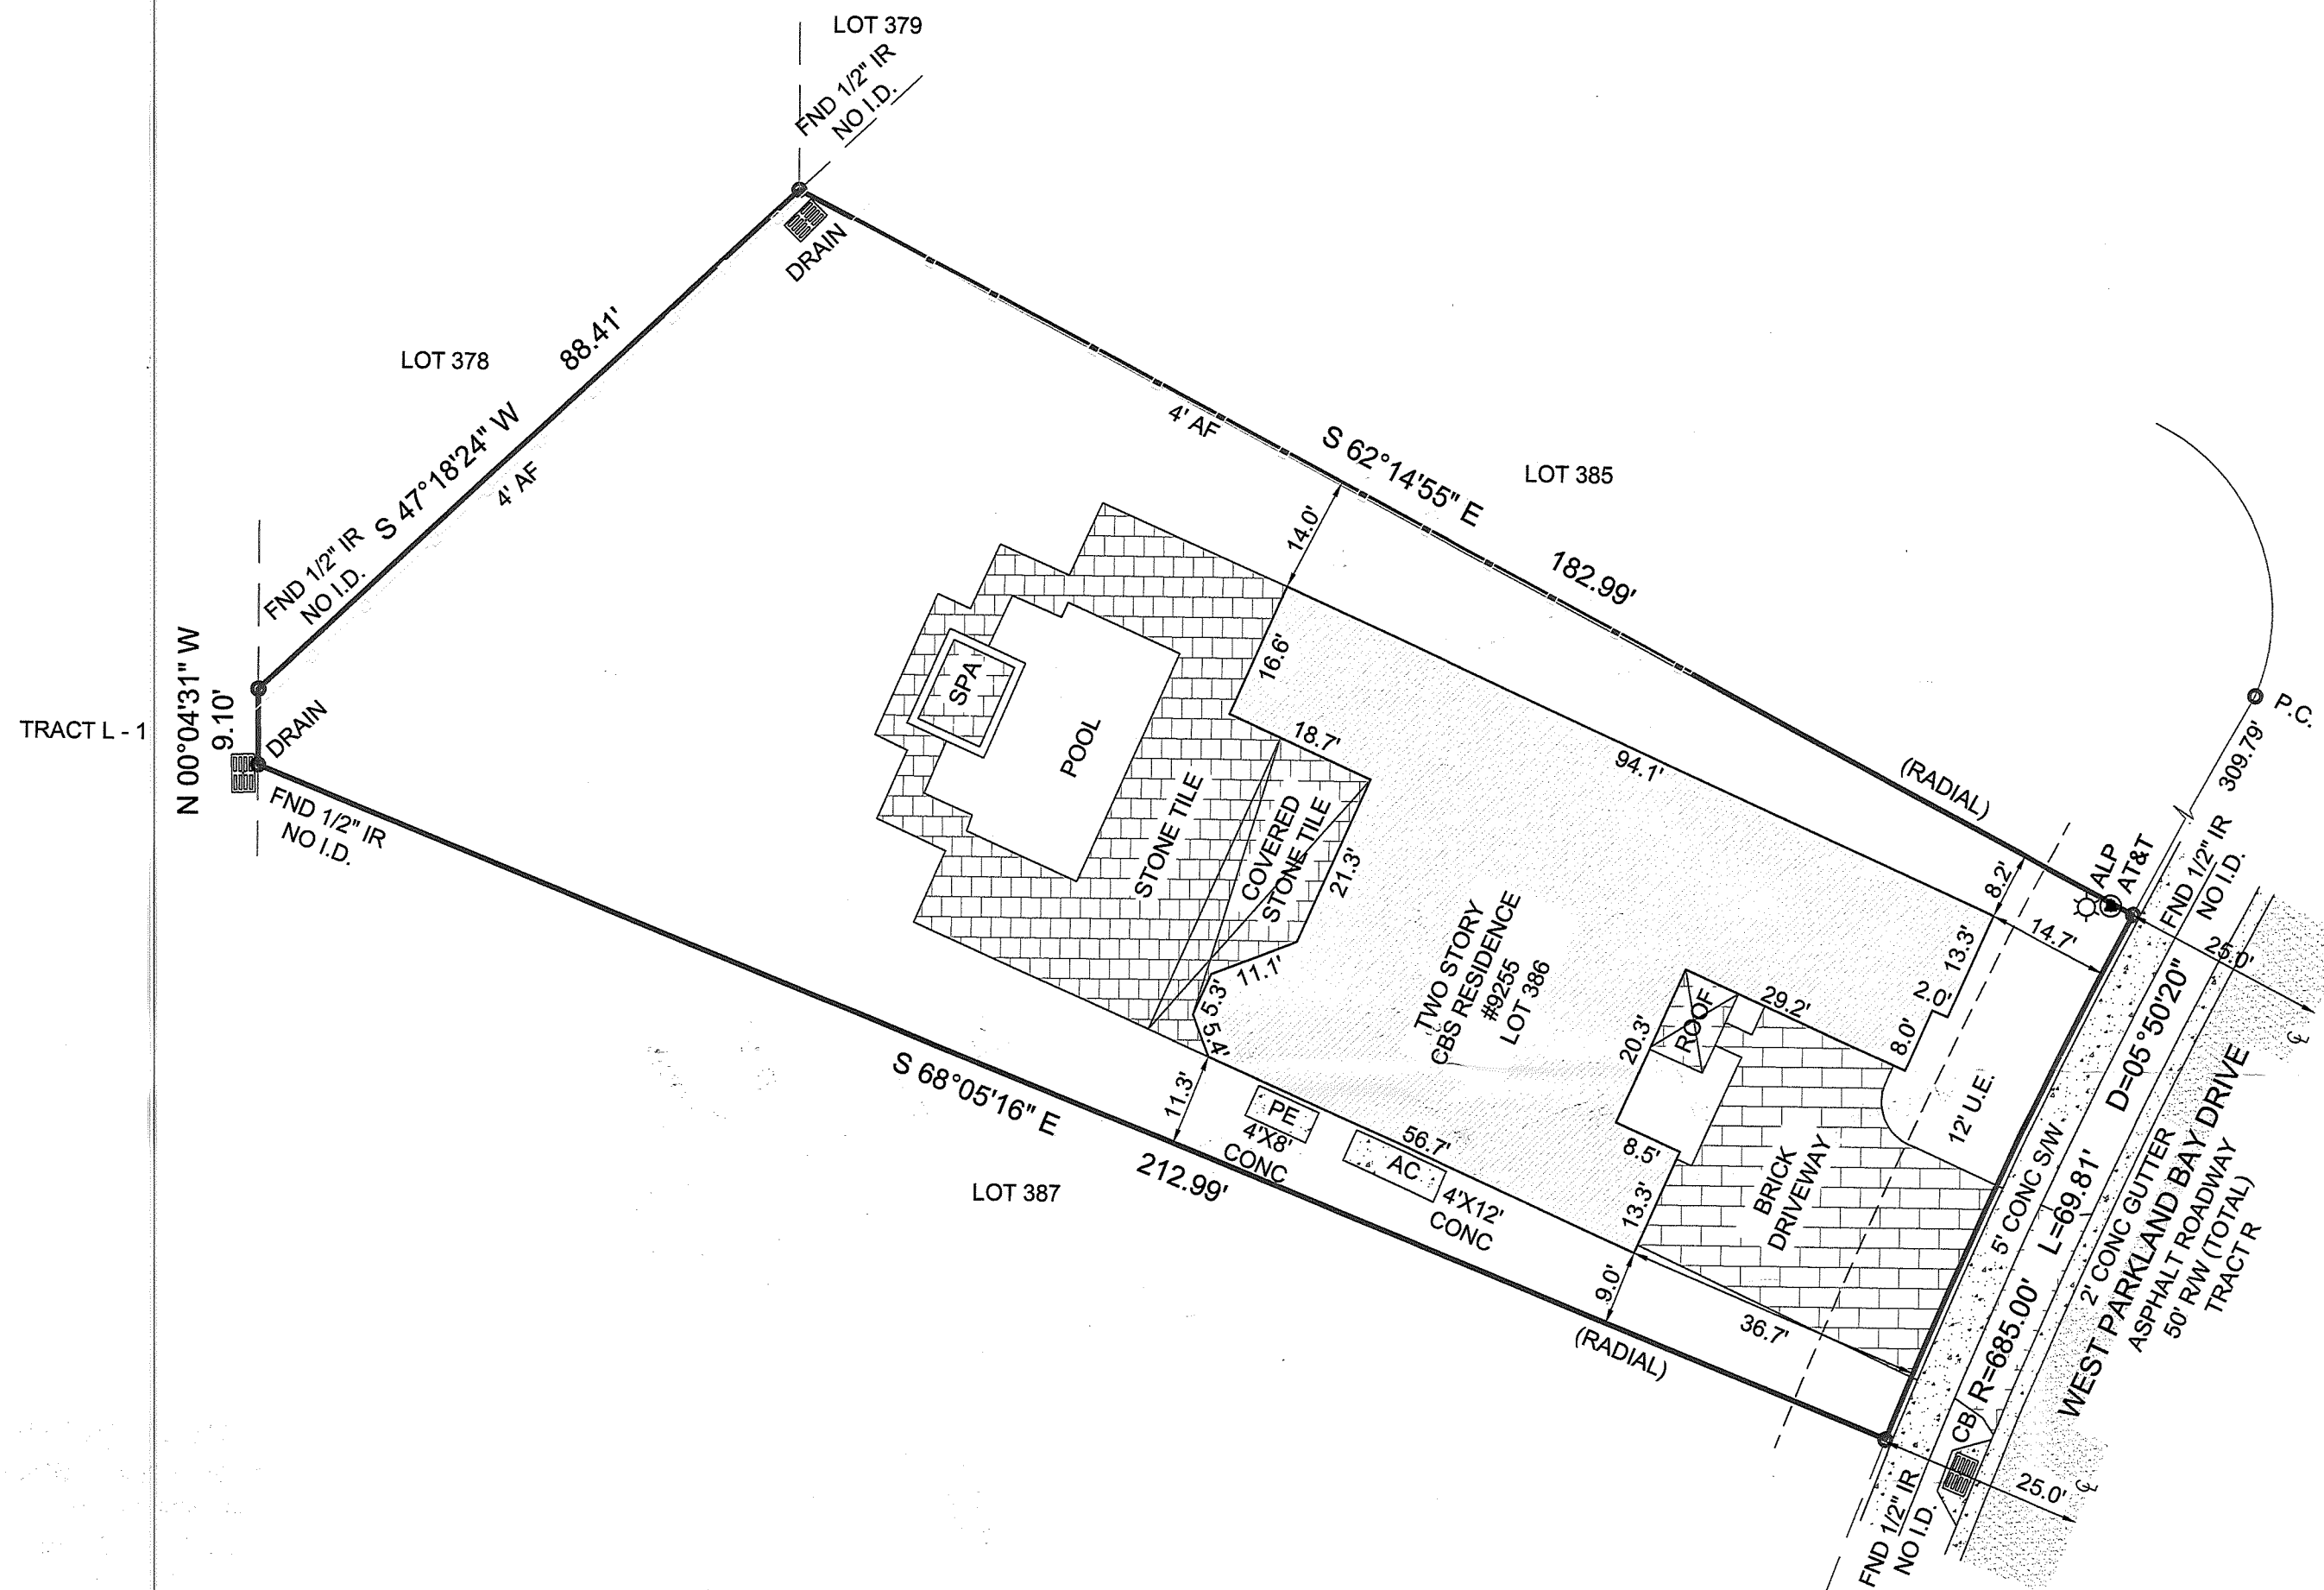 LOT 379
FND 1/2" IR
NO I.D.
DRAIN
LOT 378
88.41'
S 47°18'24" W
4' AF
FND 1/2" IR
NO I.D.
N 00°04'31" W
9.10'
TRACT L - 1
DRAIN
FND 1/2" IR
NO I.D.
4' AF
S 62°14'55" E
LOT 385
182.99'
(RADIAL)
14.0'
16.6'
18.7'
94.1'
SPA
POOL
STONE TILE
COVERED
STONE TILE
21.3'
11.1'
5.3'
5.4'
TWO STORY
CBS RESIDENCE
#9255
LOT 386
8.2'
14.7'
13.3'
2.0'
8.0'
29.2'
ROOF
20.3'
8.5'
13.3'
BRICK
DRIVEWAY
12' U.E.
11.3'
PE
4'X8'
CONC
56.7'
AC
4'X12'
CONC
9.0'
36.7'
S 68°05'16" E
212.99'
LOT 387
(RADIAL)
P.C.
309.79'
ALP
AT&T
FND 1/2" IR
NO I.D.
25.0'
℄
5' CONC S/W
R=685.00'
L=69.81'
D=05°50'20"
2' CONC GUTTER
WEST PARKLAND BAY DRIVE
ASPHALT ROADWAY
50' R/W (TOTAL)
TRACT R
CB
25.0'
℄
FND 1/2" IR
NO I.D.